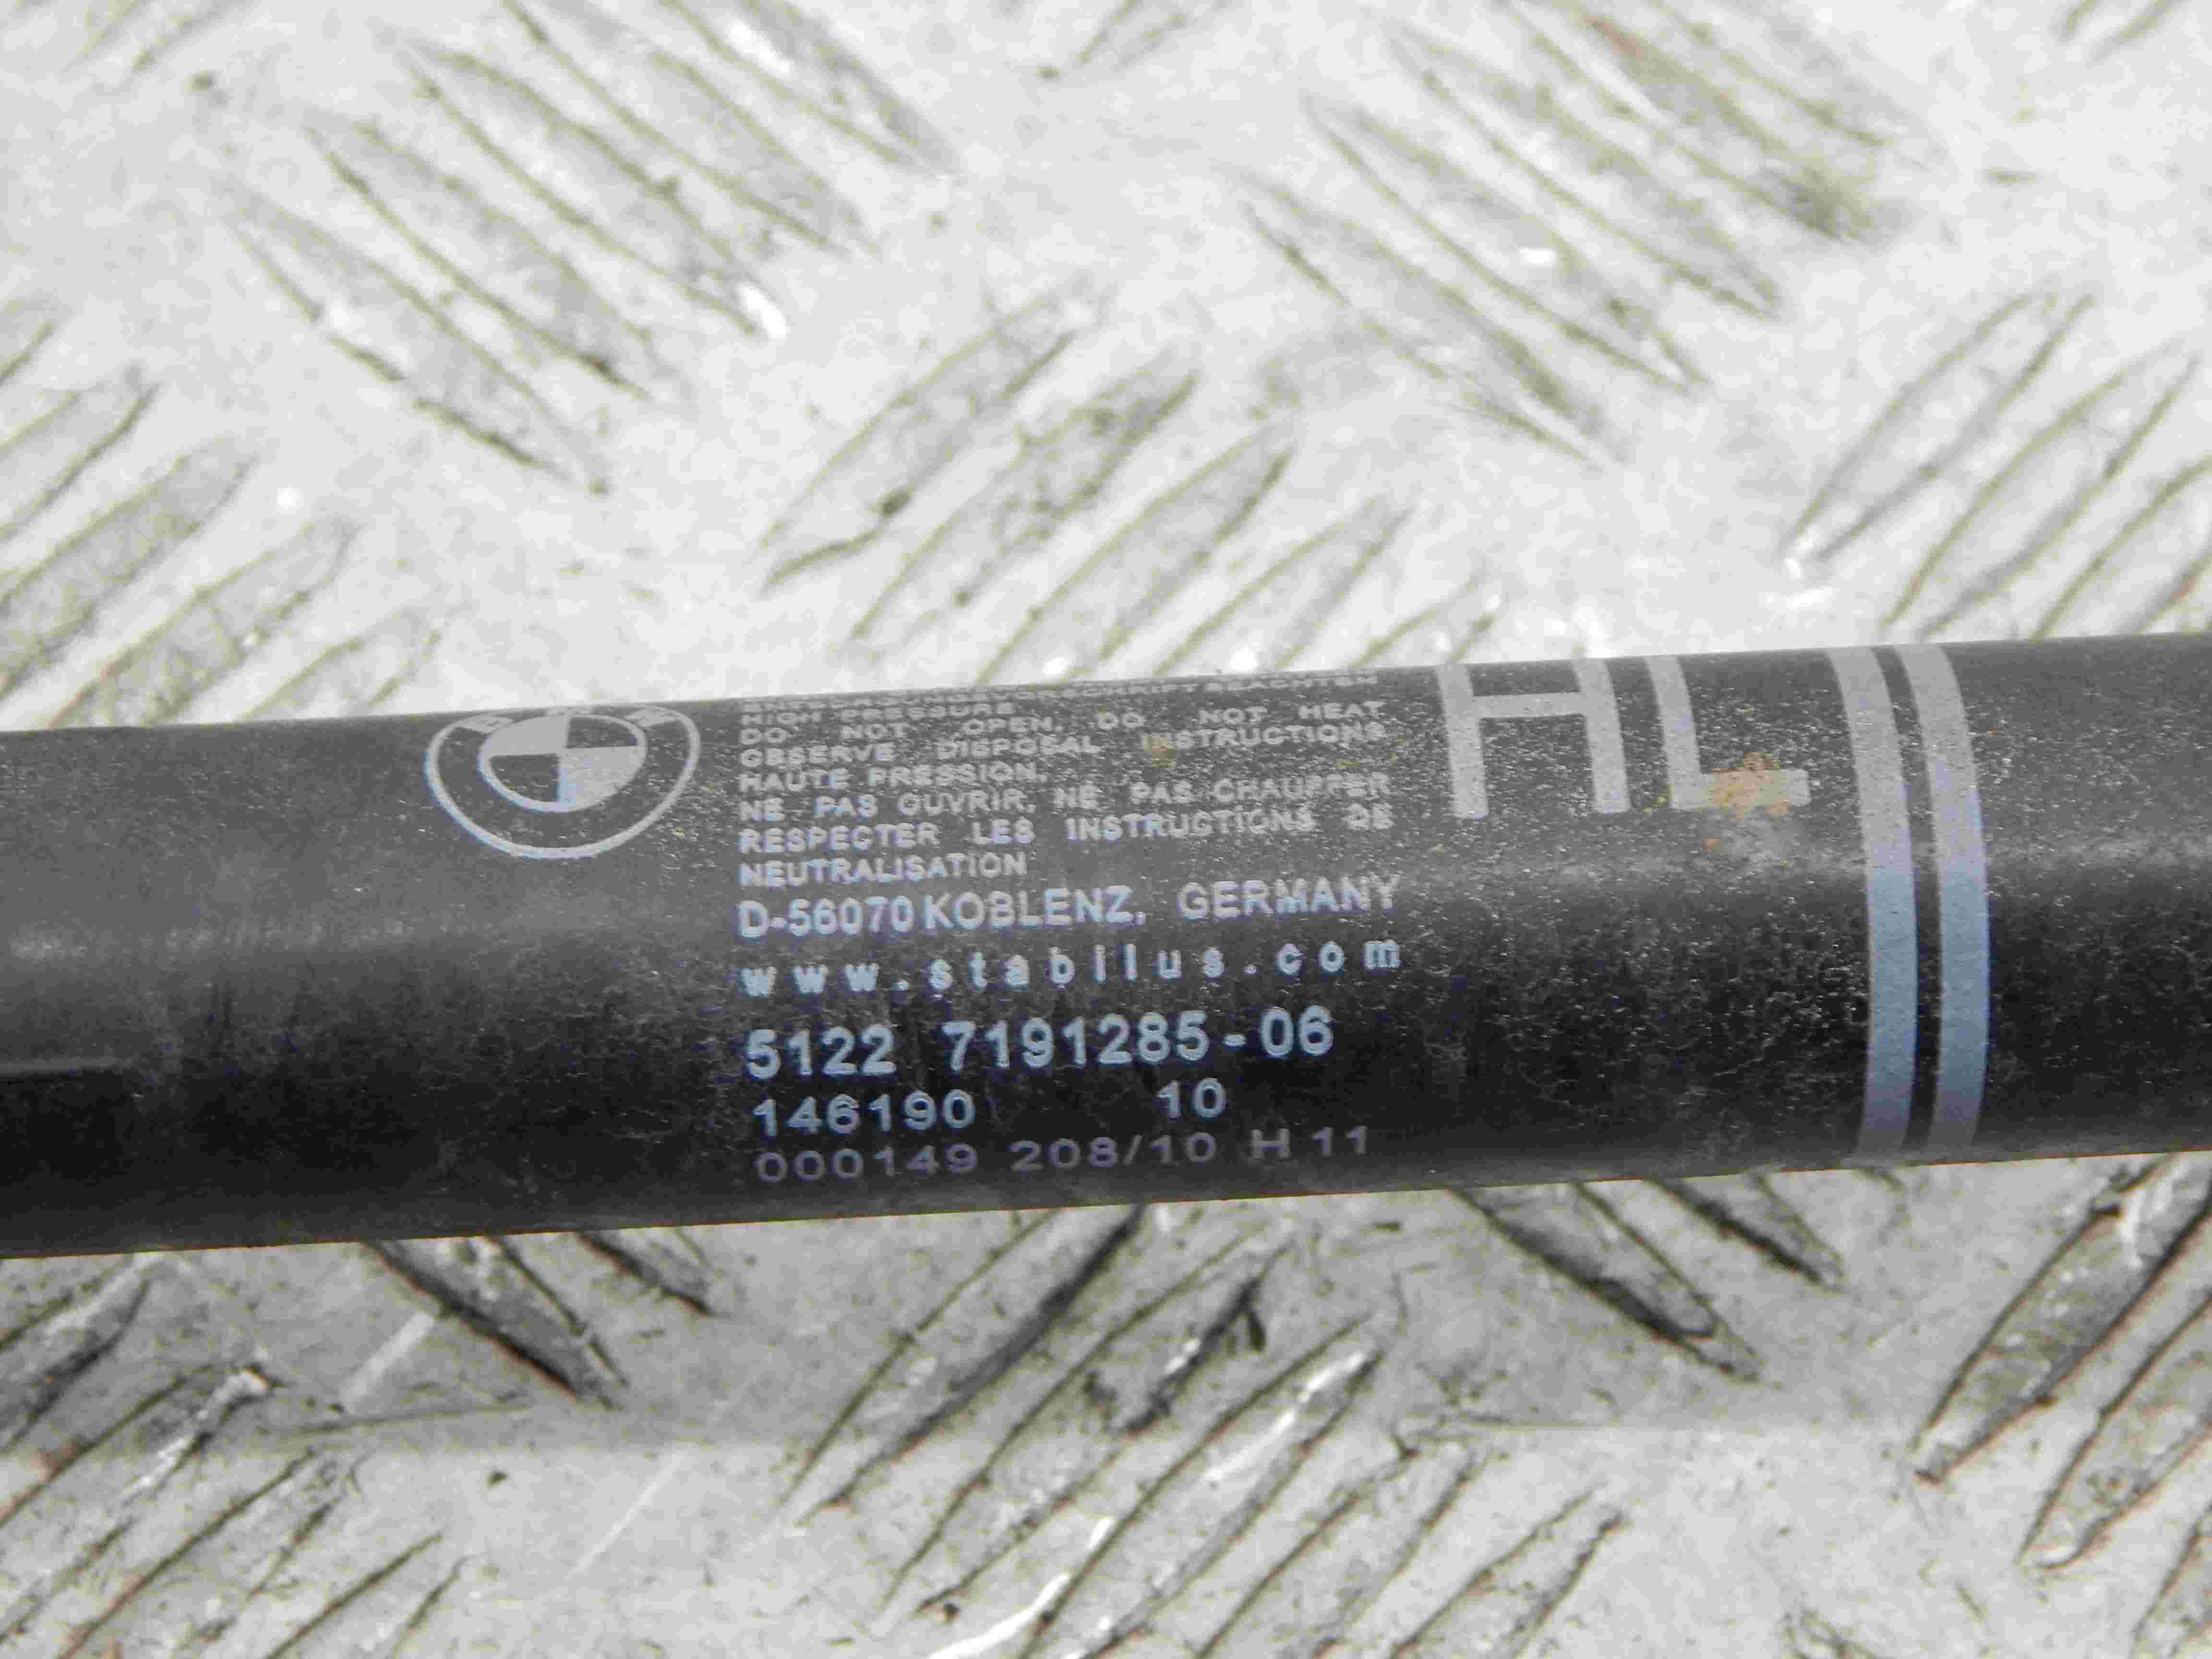 HIGH PRESSURE
DO NOT OPEN, DO NOT HEAT
OBSERVE DISPOSAL INSTRUCTIONS
HAUTE PRESSION.
NE PAS OUVRIR, NE PAS CHAUFFER
RESPECTER LES INSTRUCTIONS DE
NEUTRALISATION
D-56070 KOBLENZ, GERMANY
www.stabilus.com
5122 7191285-06
146190 10
000149 208/10 H 11
HL